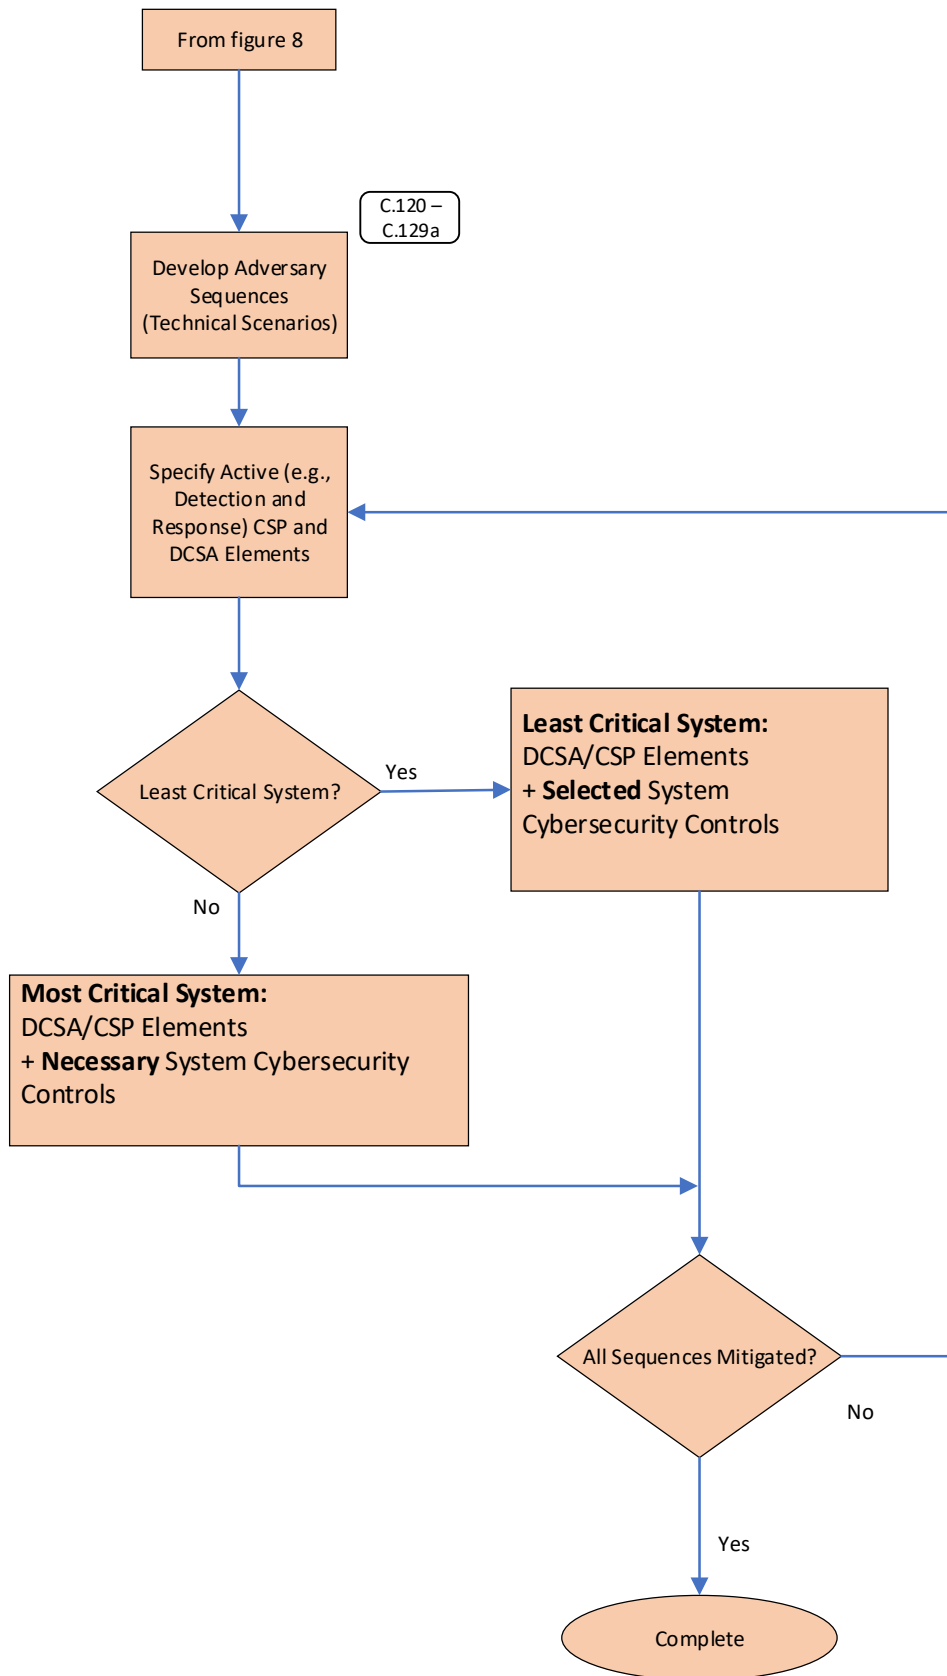 From figure 8
C.120 –
C.129a
Develop Adversary
Sequences
(Technical Scenarios)
Specify Active (e.g.,
Detection and
Response) CSP and
DCSA Elements
Least Critical System?
Yes
Least Critical System:
DCSA/CSP Elements
+ Selected System
Cybersecurity Controls
No
Most Critical System:
DCSA/CSP Elements
+ Necessary System Cybersecurity
Controls
All Sequences Mitigated?
No
Yes
Complete